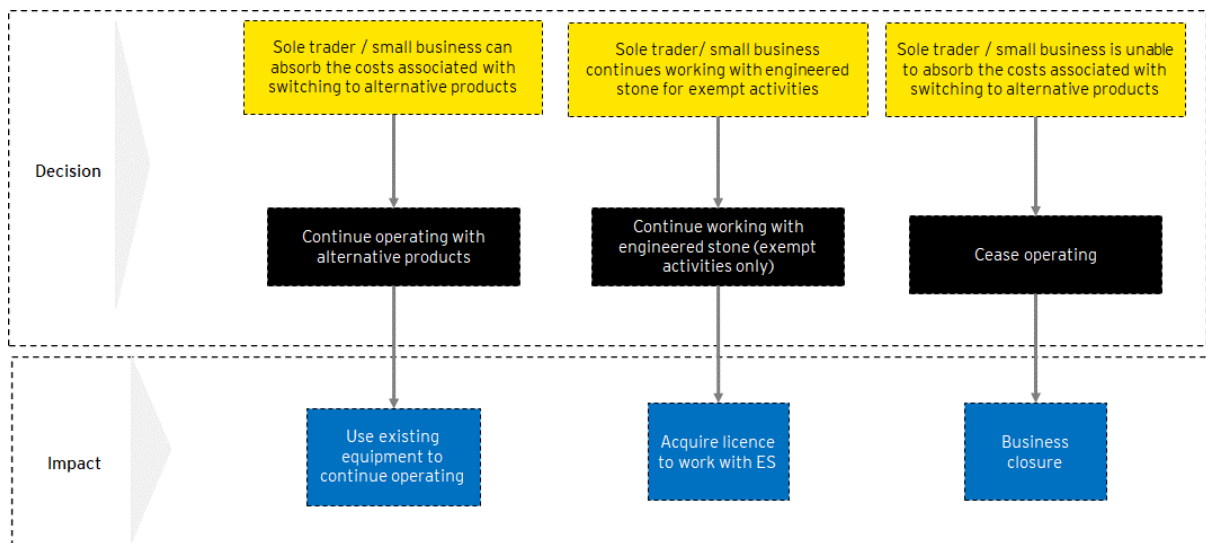 Sole trader / small business can
absorb the costs associated with
switching to alternative products
Sole trader/ small business
continues working with engineered
stone for exempt activities
Sole trader / small business is unable
to absorb the costs associated with
switching to alternative products
Decision
Continue operating with
alternative products
Continue working with
engineered stone (exempt
activities only)
Cease operating
Impact
Use existing
equipment to
continue operating
Acquire licence
to work with ES
Business
closure